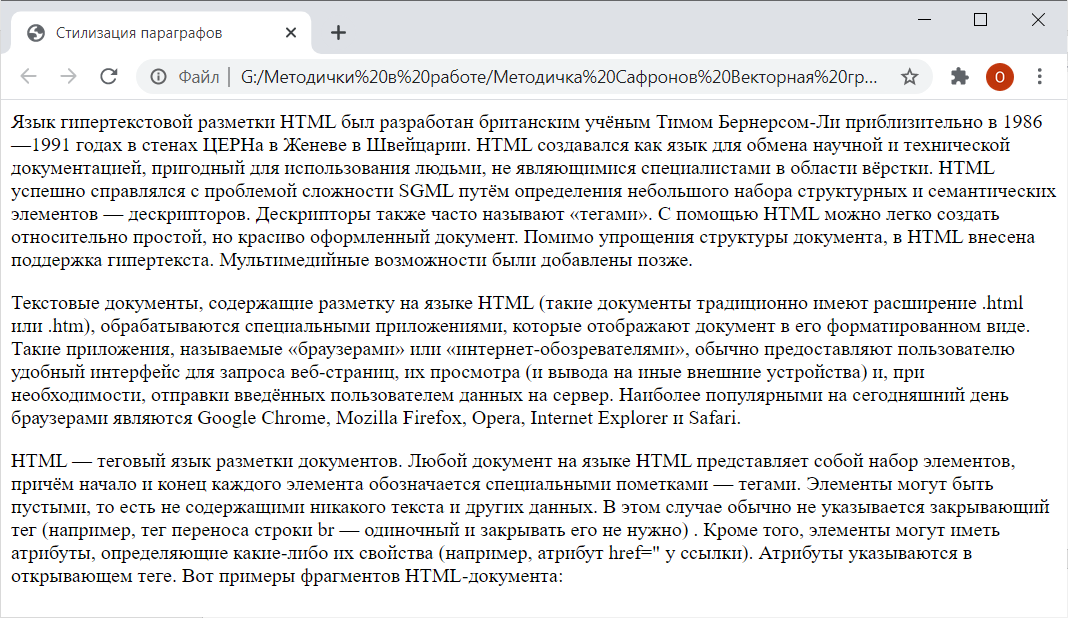 Стилизация параграфов
Файл | G:/Методички%20в%20работе/Методичка%20Сафронов%20Векторная%20гр...
О
Язык гипертекстовой разметки HTML был разработан британским учёным Тимом Бернерсом-Ли приблизительно в 1986
—1991 годах в стенах ЦЕРНа в Женеве в Швейцарии. HTML создавался как язык для обмена научной и технической
документацией, пригодный для использования людьми, не являющимися специалистами в области вёрстки. HTML
успешно справлялся с проблемой сложности SGML путём определения небольшого набора структурных и семантических
элементов — дескрипторов. Дескрипторы также часто называют «тегами». С помощью HTML можно легко создать
относительно простой, но красиво оформленный документ. Помимо упрощения структуры документа, в HTML внесена
поддержка гипертекста. Мультимедийные возможности были добавлены позже.
Текстовые документы, содержащие разметку на языке HTML (такие документы традиционно имеют расширение .html
или .htm), обрабатываются специальными приложениями, которые отображают документ в его форматированном виде.
Такие приложения, называемые «браузерами» или «интернет-обозревателями», обычно предоставляют пользователю
удобный интерфейс для запроса веб-страниц, их просмотра (и вывода на иные внешние устройства) и, при
необходимости, отправки введённых пользователем данных на сервер. Наиболее популярными на сегодняшний день
браузерами являются Google Chrome, Mozilla Firefox, Opera, Internet Explorer и Safari.
HTML — теговый язык разметки документов. Любой документ на языке HTML представляет собой набор элементов,
причём начало и конец каждого элемента обозначается специальными пометками — тегами. Элементы могут быть
пустыми, то есть не содержащими никакого текста и других данных. В этом случае обычно не указывается закрывающий
тег (например, тег переноса строки br — одиночный и закрывать его не нужно) . Кроме того, элементы могут иметь
атрибуты, определяющие какие-либо их свойства (например, атрибут href=" у ссылки). Атрибуты указываются в
открывающем теге. Вот примеры фрагментов HTML-документа: